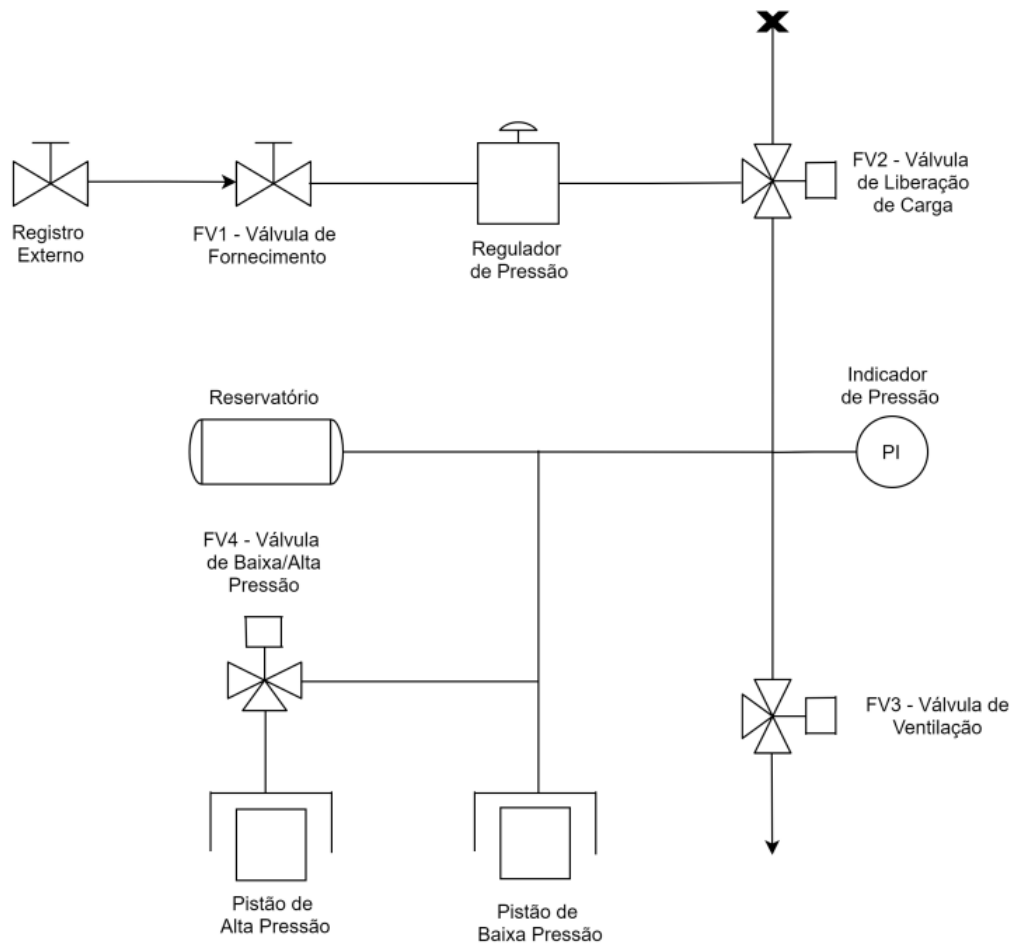 FV2 - Válvula
de Liberação
de Carga
Registro
Externo
FV1 - Válvula de
Fornecimento
Regulador
de Pressão
Indicador
de Pressão
PI
Reservatório
FV4 - Válvula
de Baixa/Alta
Pressão
FV3 - Válvula de
Ventilação
Pistão de
Alta Pressão
Pistão de
Baixa Pressão